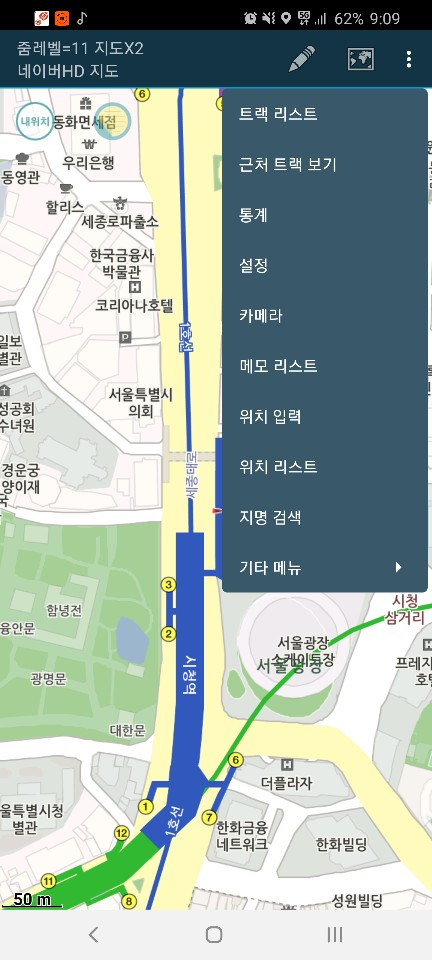 62% 9:09
줌레벨=11 지도X2
네이버HD 지도
트랙 리스트
근처 트랙 보기
통계
설정
카메라
메모 리스트
위치 입력
위치 리스트
지명 검색
기타 메뉴
6
내위치
동화면세점
우리은행
동영관
할리스
세종로파출소
한국금융사
박물관
코리아나호텔
1호선
P
일보
별관
서울특별시
의회
성공회
수녀원
세종대로
경운궁
양이재
3
2
함녕전
융안문
광명문
시청역
대한문
시청
삼거리
서울광장
스케이트장
서울광장
프레지
호텔
6
더플라자
1
7
1호선
울특별시청
별관
12
한화금융
네트워크
한화빌딩
11
8
성원빌딩
50 m